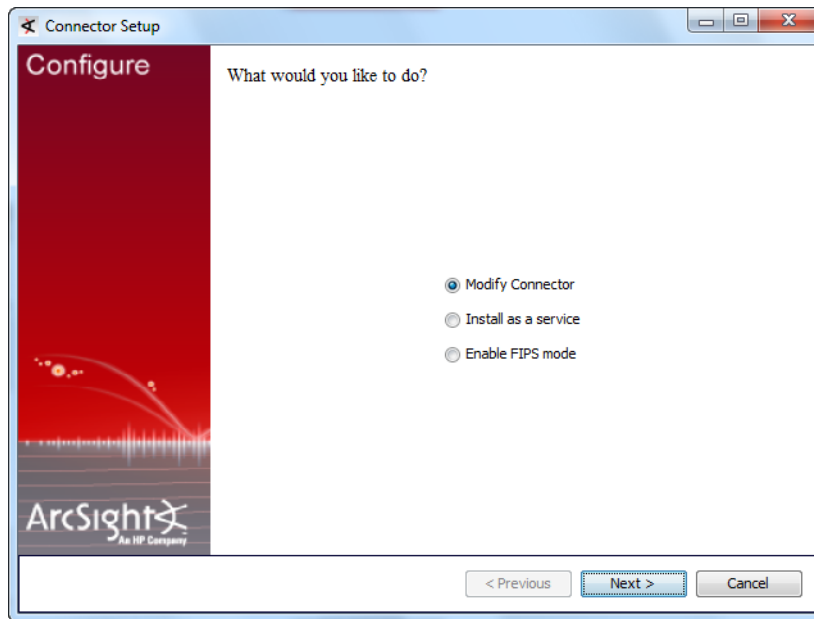 Connector Setup
Configure
What would you like to do?
Modify Connector
Install as a service
Enable FIPS mode
ArcSight
An HP Company
< Previous
Next >
Cancel